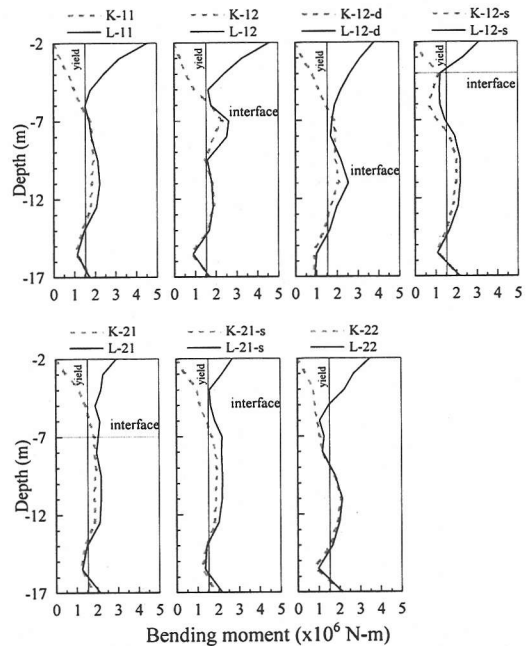 K-11 K-12 K-12-d K-12-s
L-11 L-12 L-12-d L-12-s
-2 yield yield yield yield
interface
interface
interface
-7
Depth (m)
-12
-17
0 1 2 3 4 5 0 1 2 3 4 5 0 1 2 3 4 5 0 1 2 3 4 5
K-21 K-21-s K-22
L-21 L-21-s L-22
-2 yield yield yield
interface interface
-7
Depth (m)
-12
-17
0 1 2 3 4 5 0 1 2 3 4 5 0 1 2 3 4 5
Bending moment (x10⁶ N-m)